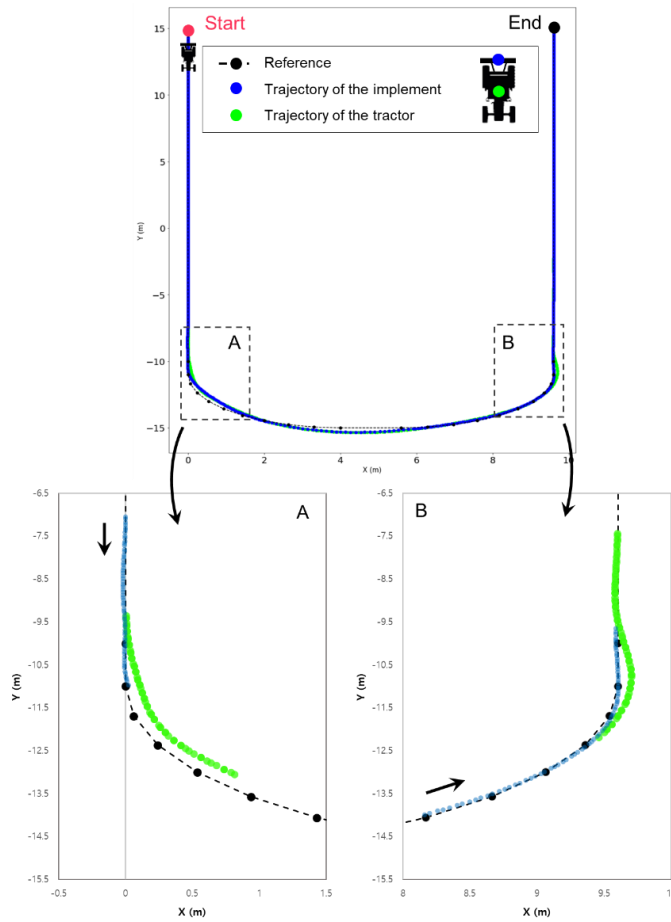 Start
End
Reference
Trajectory of the implement
Trajectory of the tractor
15
10
5
0
−5
−10
−15
Y (m)
A
B
0
2
4
6
8
10
X (m)
A
-6.5
-7.5
-8.5
-9.5
-10.5
-11.5
-12.5
-13.5
-14.5
-15.5
Y (m)
-0.5
0
0.5
1
1.5
X (m)
B
-6.5
-7.5
-8.5
-9.5
-10.5
-11.5
-12.5
-13.5
-14.5
-15.5
Y (m)
8
8.5
9
9.5
X (m)